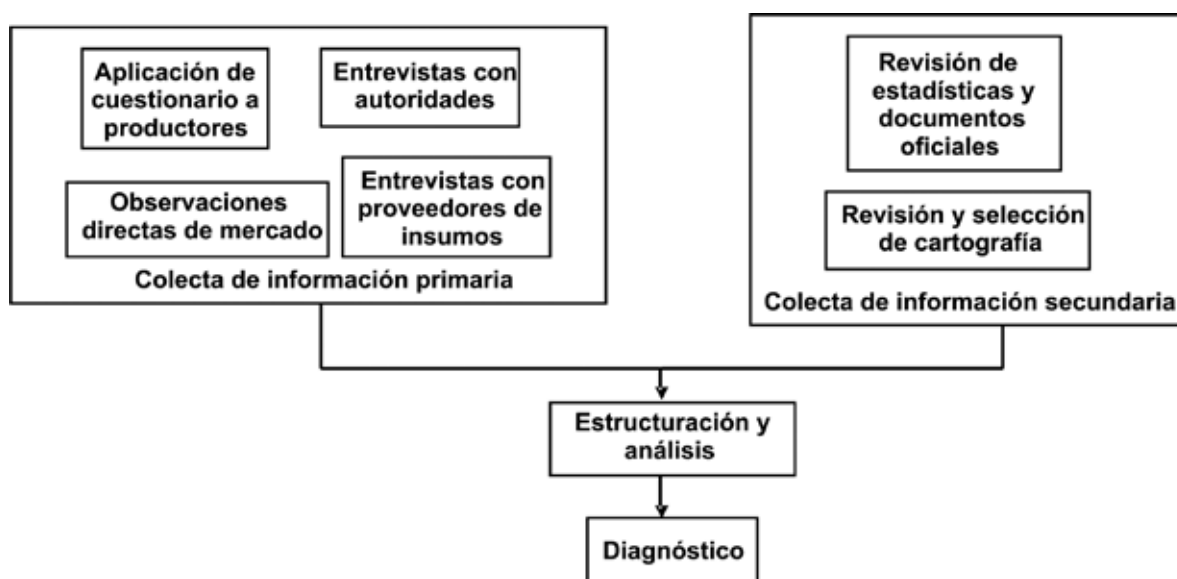 Aplicación de
cuestionario a
productores
Entrevistas con
autoridades
Observaciones
directas de mercado
Entrevistas con
proveedores de
insumos
Colecta de información primaria
Revisión de
estadísticas y
documentos
oficiales
Revisión y selección
de cartografía
Colecta de información secundaria
Estructuración y
análisis
Diagnóstico